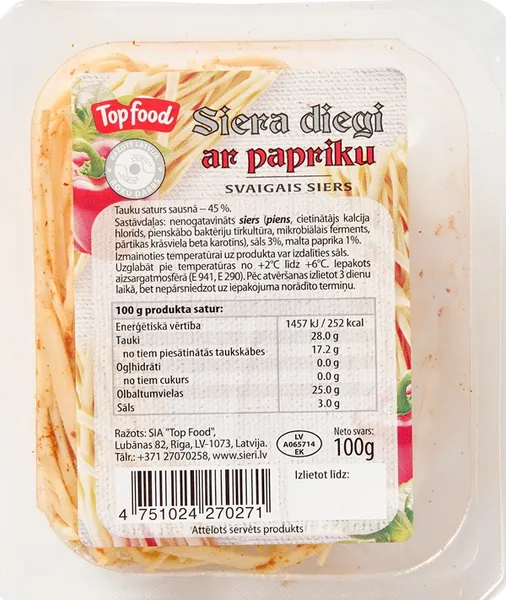 Top food
Siera diegi
ar papriku
SVAIGAIS SIERS
RAŽOTS LATVIJĀ
ROKU DARBS
Tauku saturs sausnā – 45 %.
Sastāvdaļas: nenogatavināts siers (piens, cietinātājs kalcija
hlorīds, pienskābo baktēriju tīrkultūra, mikrobiālais ferments,
pārtikas krāsviela beta karotīns), sāls 3%, malta paprika 1%.
Izmainoties temperatūrai uz produkta var izdalīties sāls.
Uzglabāt pie temperatūras no +2°C līdz +6°C. Iepakots
aizsargatmosfērā (E 941, E 290). Pēc atvēršanas izlietot 3 dienu
laikā, bet nepārsniedzot uz iepakojuma norādīto termiņu.
100 g produkta satur:
Enerģētiskā vērtība 1457 kJ / 252 kcal
Tauki 28.0 g
no tiem piesātinātās taukskābes 17.2 g
Ogļhidrāti 0.0 g
no tiem cukurs 0.0 g
Olbaltumvielas 25.0 g
Sāls 3.0 g
Ražots: SIA "Top Food",
Lubānas 82, Rīga, LV-1073, Latvija.
Tālr.: +371 27070258, www.sieri.lv
LV
A065714
EK
Neto svars:
100g
Izlietot līdz:
4 751024 270271
Attēlots servēts produkts